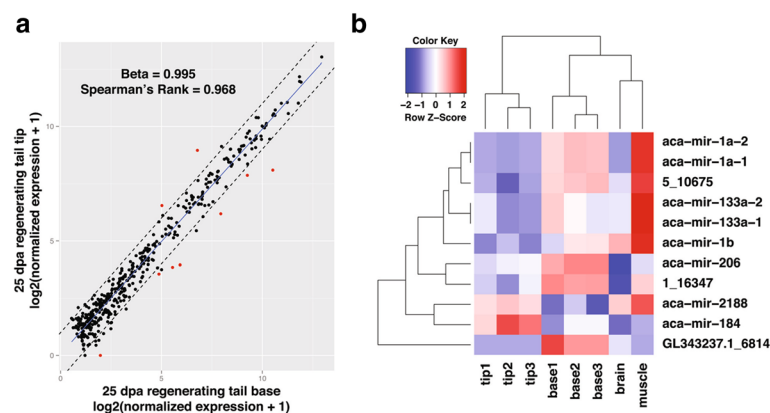 a
Beta = 0.995
Spearman's Rank = 0.968
25 dpa regenerating tail tip
log2(normalized expression + 1)
10
5
0
0
5
10
25 dpa regenerating tail base
log2(normalized expression + 1)
b
Color Key
−2 −1 0 1 2
Row Z-Score
aca-mir-1a-2
aca-mir-1a-1
5_10675
aca-mir-133a-2
aca-mir-133a-1
aca-mir-1b
aca-mir-206
1_16347
aca-mir-2188
aca-mir-184
GL343237.1_6814
tip1
tip2
tip3
base1
base2
base3
brain
muscle